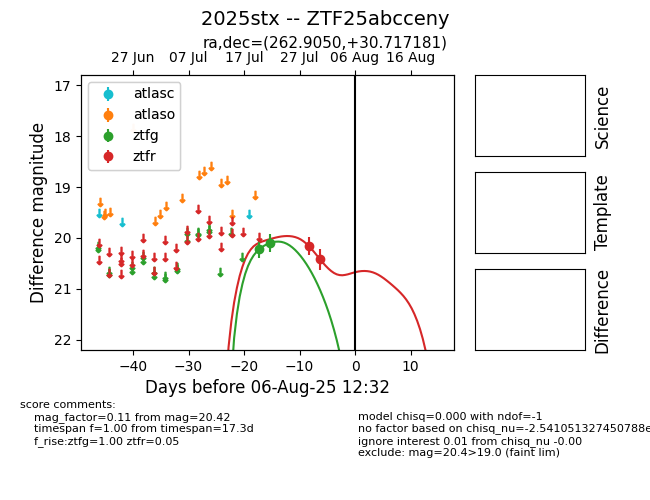 2025stx -- ZTF25abcceny
ra,dec=(262.9050,+30.717181)
27 Jun 07 Jul 17 Jul 27 Jul 06 Aug 16 Aug
atlasc
atlaso
ztfg
ztfr
17
18
19
20
21
22
Difference magnitude
−40 −30 −20 −10 0 10
Days before 06-Aug-25 12:32
Science
Template
Difference
score comments:
mag_factor=0.11 from mag=20.42
timespan f=1.00 from timespan=17.3d
f_rise:ztfg=1.00 ztfr=0.05
model chisq=0.000 with ndof=-1
no factor based on chisq_nu=-2.541051327450788e
ignore interest 0.01 from chisq_nu -0.00
exclude: mag=20.4>19.0 (faint lim)